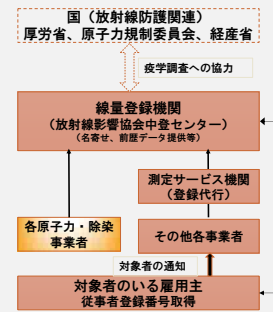 国（放射線防護関連）
厚労省、原子力規制委員会、経産省
疫学調査への協力
線量登録機関
（放射線影響協会中登センター）
（名寄せ、前歴データ提供等）
測定サービス機関
（登録代行）
各原子力・除染
事業者
その他各事業者
対象者の通知
対象者のいる雇用主
従事者登録番号取得